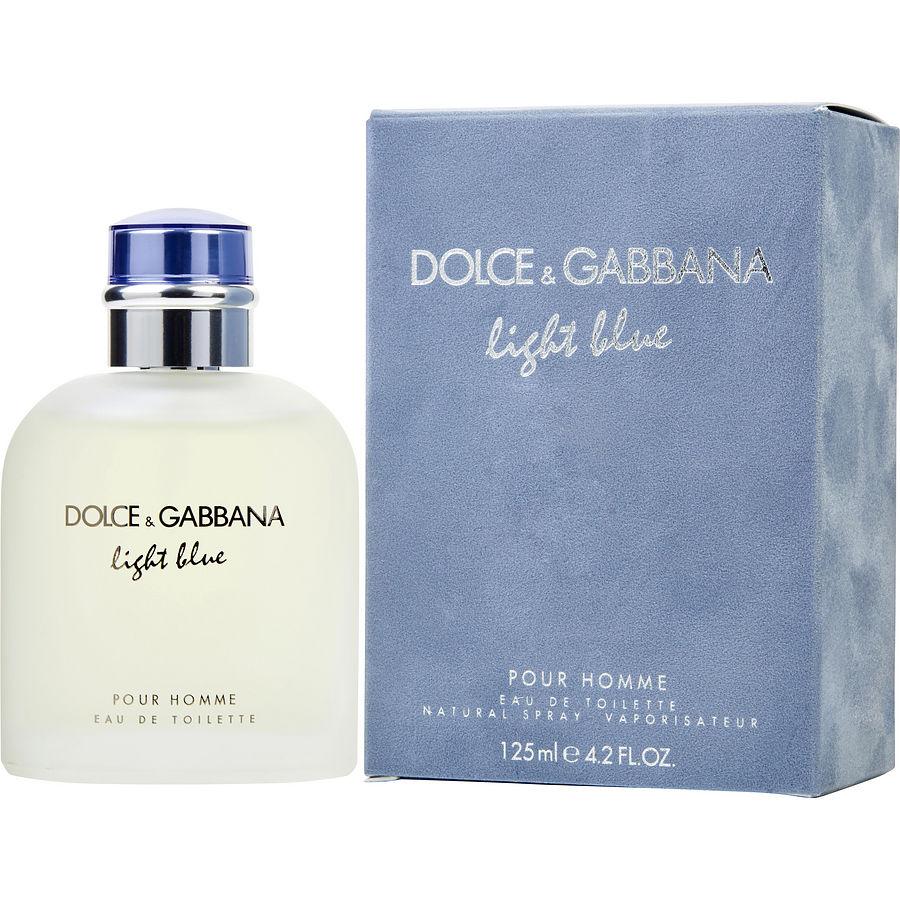 DOLCE & GABBANA
light blue
POUR HOMME
EAU DE TOILETTE
DOLCE & GABBANA
light blue
POUR HOMME
EAU DE TOILETTE
NATURAL SPRAY VAPORISATEUR
125ml ℮ 4.2 FL.OZ.